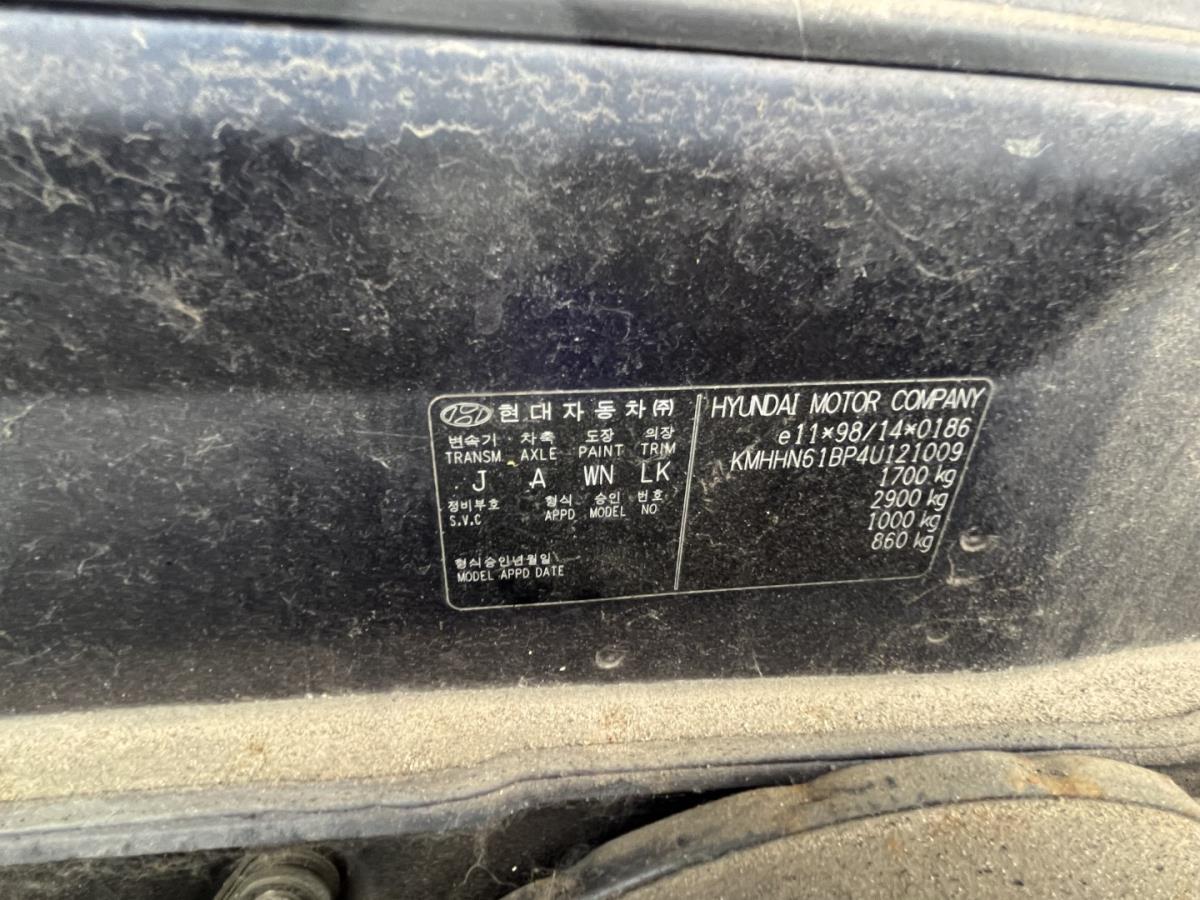 현대자동차㈜
변속기 차축 도장 의장
TRANSM AXLE PAINT TRIM
J A WN LK
정비부호 형식 승인 번호
S.V.C APPD MODEL NO
형식승인년월일
MODEL APPD DATE
HYUNDAI MOTOR COMPANY
e11*98/14*0186
KMHHN61BP4U121009
1700 kg
2900 kg
1000 kg
860 kg